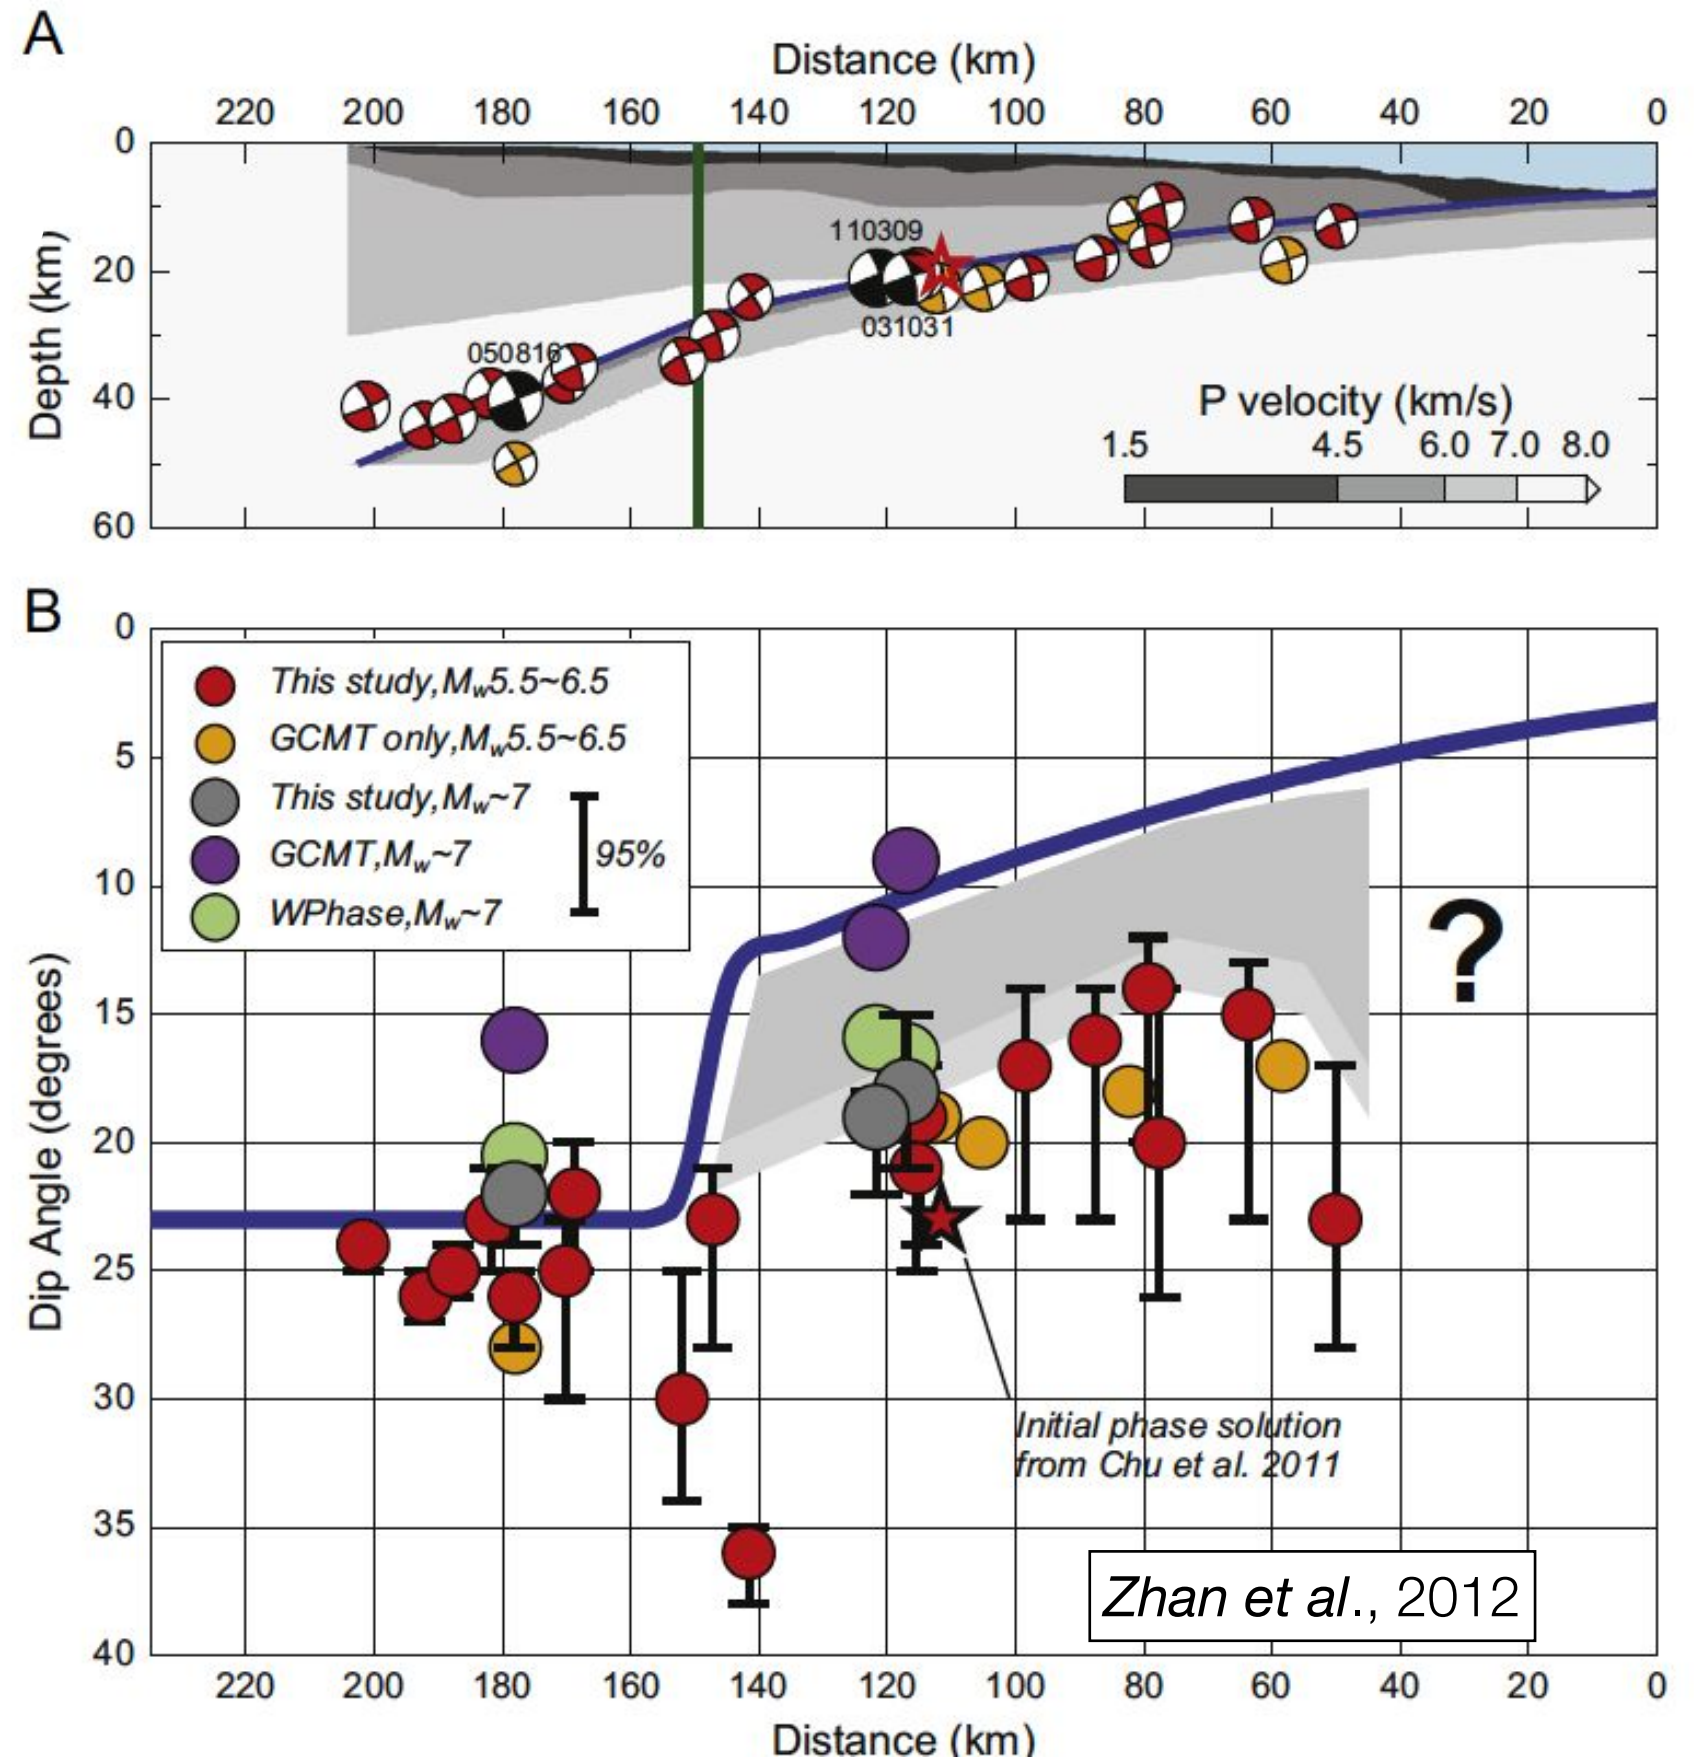 A
Distance (km)
220 200 180 160 140 120 100 80 60 40 20 0
Depth (km)
0
20
40
60
110309
031031
050816
P velocity (km/s)
1.5 4.5 6.0 7.0 8.0
B
Dip Angle (degrees)
0
5
10
15
20
25
30
35
40
This study,Mw5.5~6.5
GCMT only,Mw5.5~6.5
This study,Mw~7
GCMT,Mw~7
WPhase,Mw~7
95%
?
Initial phase solution
from Chu et al. 2011
Zhan et al., 2012
220 200 180 160 140 120 100 80 60 40 20 0
Distance (km)